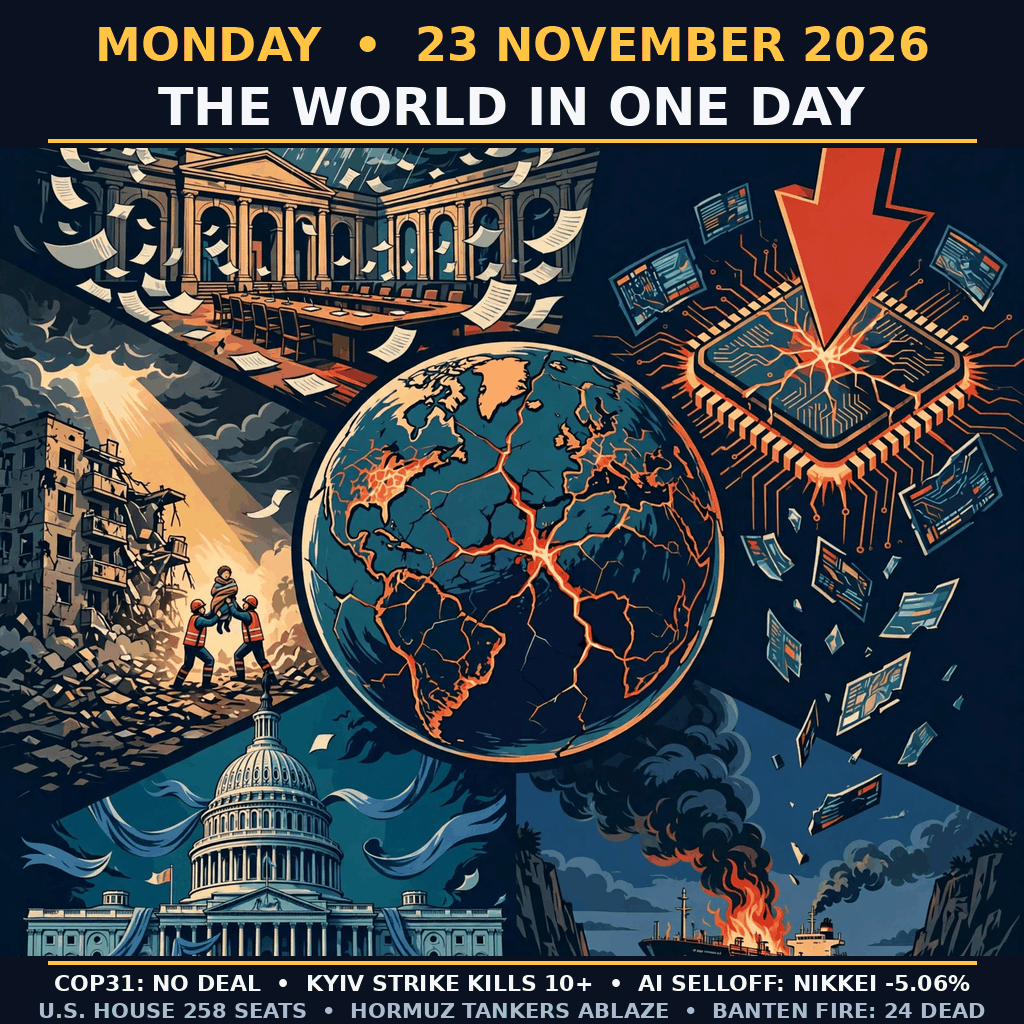 MONDAY • 23 NOVEMBER 2026
THE WORLD IN ONE DAY
COP31: NO DEAL • KYIV STRIKE KILLS 10+ • AI SELLOFF: NIKKEI -5.06%
U.S. HOUSE 258 SEATS • HORMUZ TANKERS ABLAZE • BANTEN FIRE: 24 DEAD